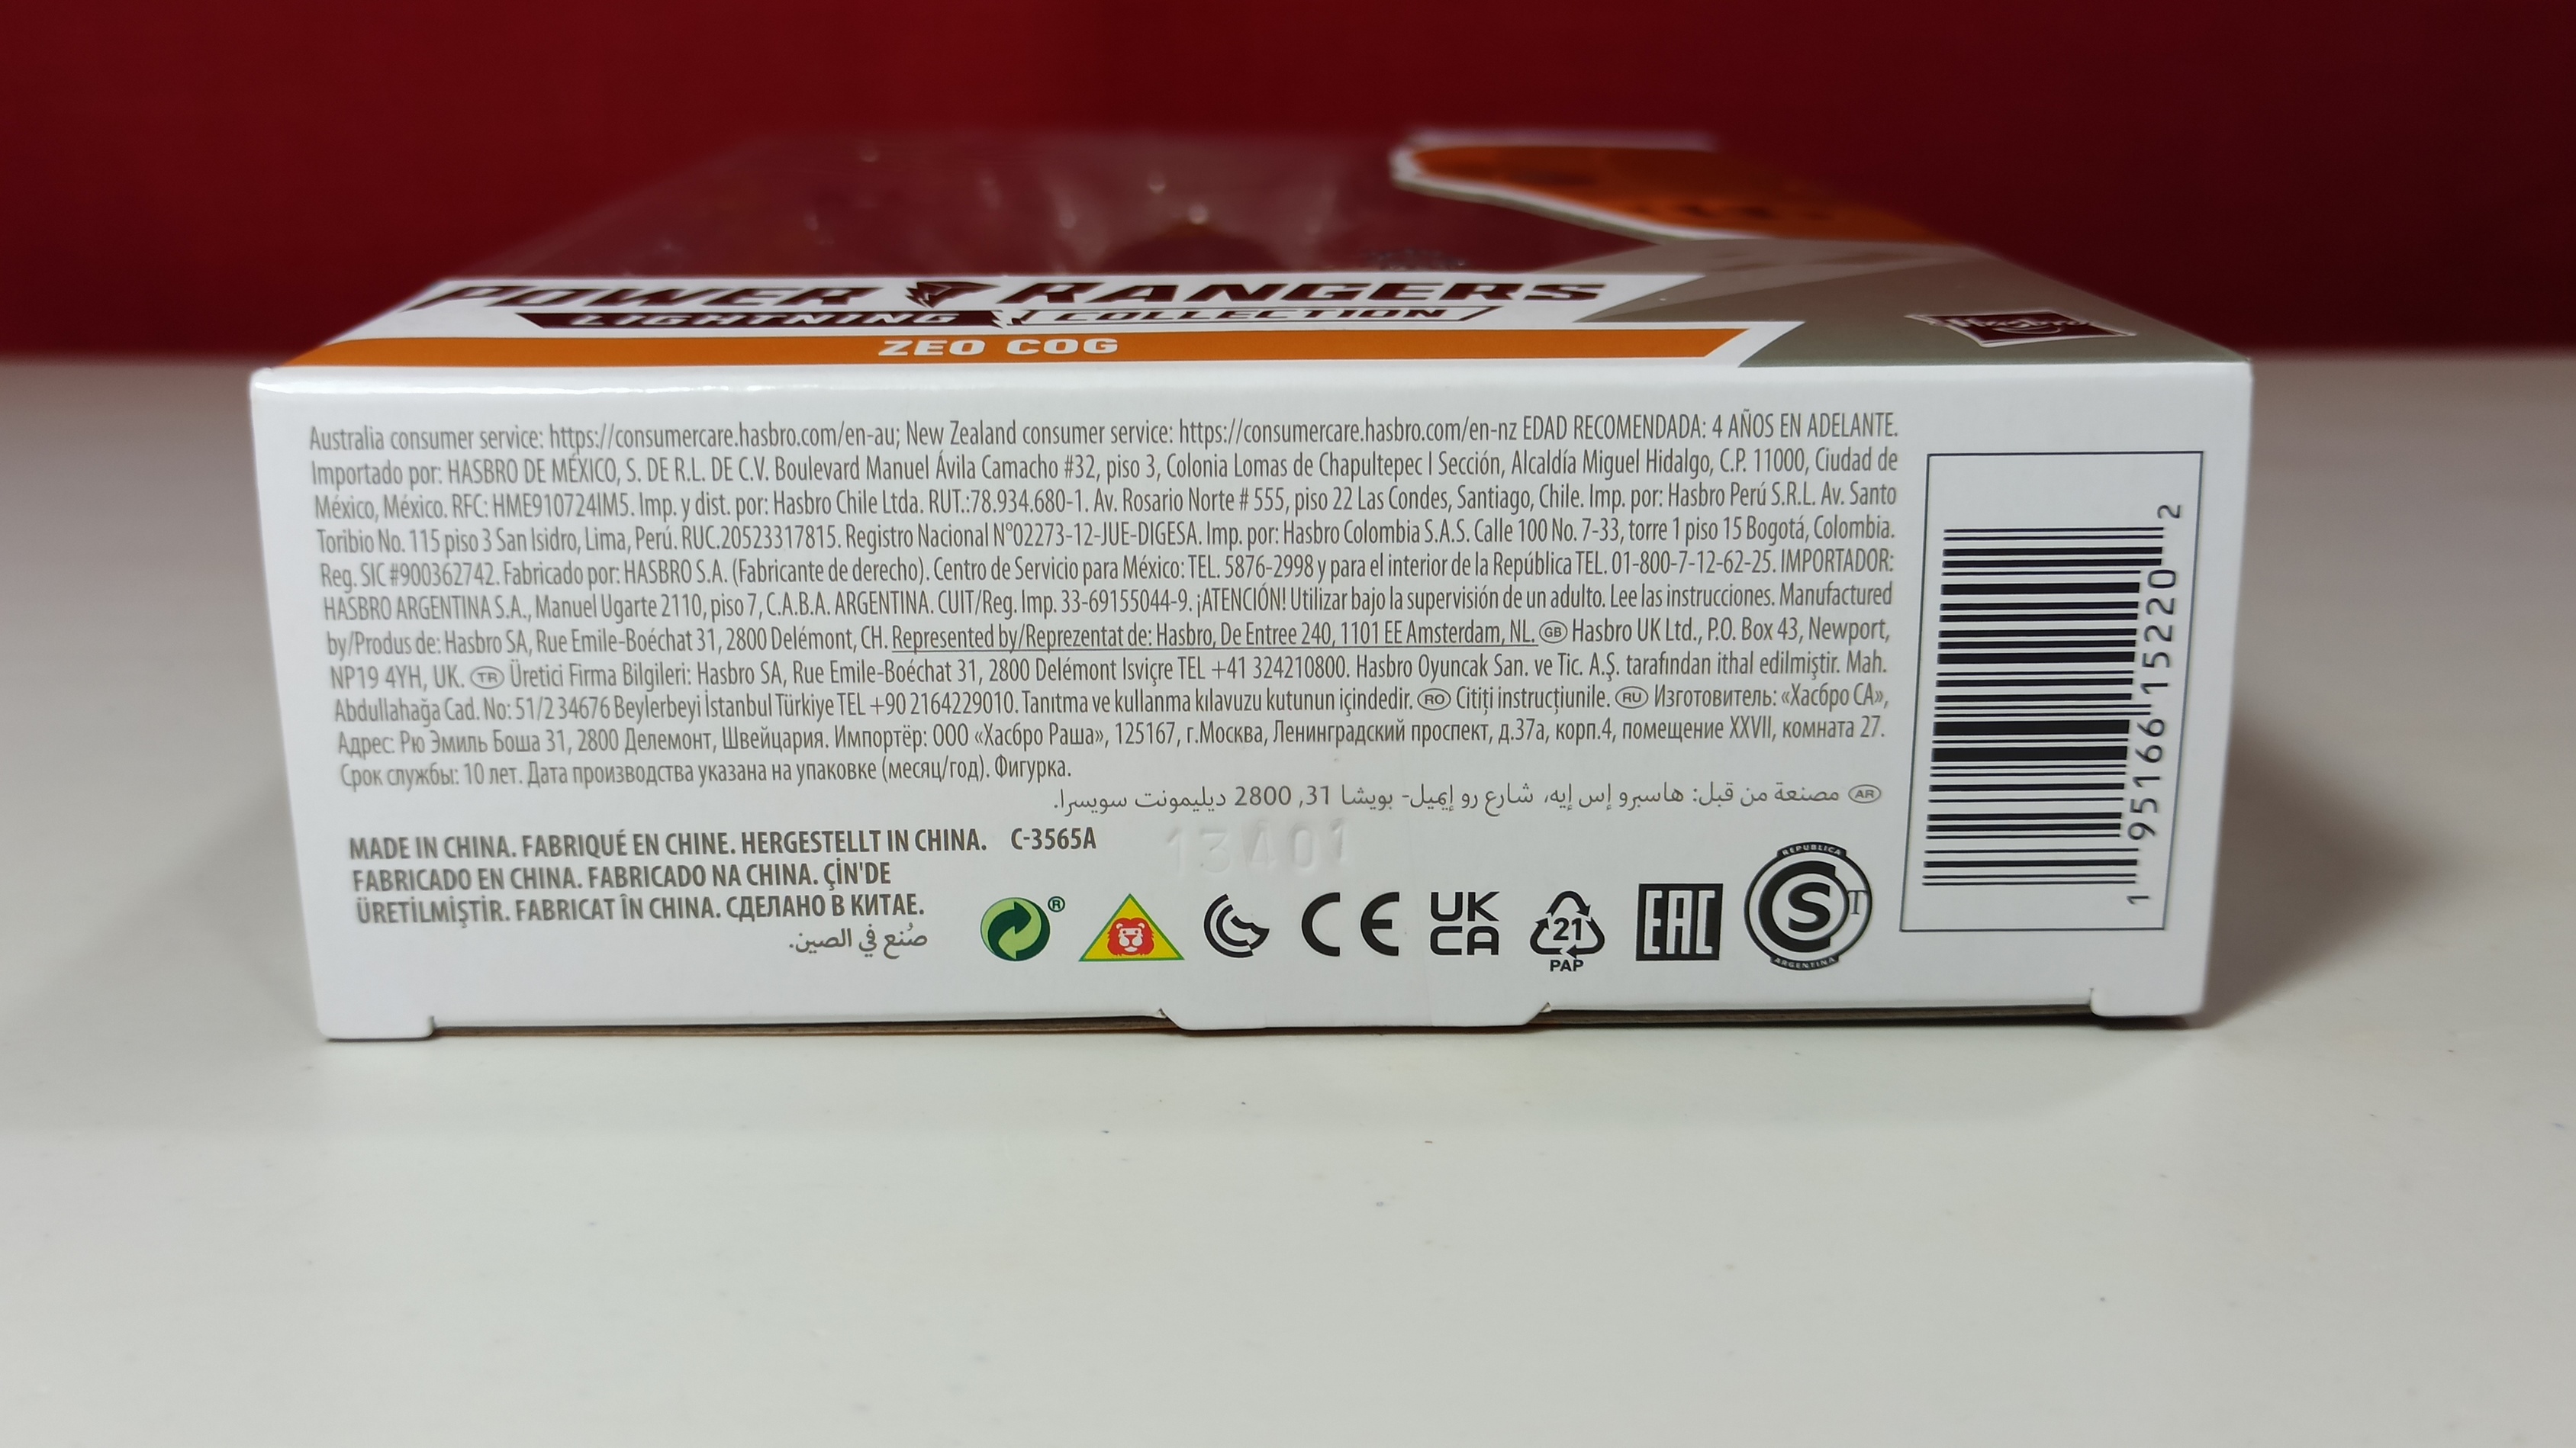 POWER RANGERS
LIGHTNING COLLECTION
ZEO COG
Hasbro
Australia consumer service: https://consumercare.hasbro.com/en-au; New Zealand consumer service: https://consumercare.hasbro.com/en-nz EDAD RECOMENDADA: 4 AÑOS EN ADELANTE.
Importado por: HASBRO DE MÉXICO, S. DE R.L. DE C.V. Boulevard Manuel Ávila Camacho #32, piso 3, Colonia Lomas de Chapultepec I Sección, Alcaldía Miguel Hidalgo, C.P. 11000, Ciudad de
México, México. RFC: HME910724IM5. Imp. y dist. por: Hasbro Chile Ltda. RUT.:78.934.680-1. Av. Rosario Norte # 555, piso 22 Las Condes, Santiago, Chile. Imp. por: Hasbro Perú S.R.L. Av. Santo
Toribio No. 115 piso 3 San Isidro, Lima, Perú. RUC.20523317815. Registro Nacional N°02273-12-JUE-DIGESA. Imp. por: Hasbro Colombia S.A.S. Calle 100 No. 7-33, torre 1 piso 15 Bogotá, Colombia.
Reg. SIC #900362742. Fabricado por: HASBRO S.A. (Fabricante de derecho). Centro de Servicio para México: TEL. 5876-2998 y para el interior de la República TEL. 01-800-7-12-62-25. IMPORTADOR:
HASBRO ARGENTINA S.A., Manuel Ugarte 2110, piso 7, C.A.B.A. ARGENTINA. CUIT/Reg. Imp. 33-69155044-9. ¡ATENCIÓN! Utilizar bajo la supervisión de un adulto. Lee las instrucciones. Manufactured
by/Produs de: Hasbro SA, Rue Emile-Boéchat 31, 2800 Delémont, CH. Represented by/Reprezentat de: Hasbro, De Entree 240, 1101 EE Amsterdam, NL. GB Hasbro UK Ltd., P.O. Box 43, Newport,
NP19 4YH, UK. TR Üretici Firma Bilgileri: Hasbro SA, Rue Emile-Boéchat 31, 2800 Delémont Isviçre TEL +41 324210800. Hasbro Oyuncak San. ve Tic. A.Ş. tarafından ithal edilmiştir. Mah.
Abdullahağa Cad. No: 51/2 34676 Beylerbeyi İstanbul Türkiye TEL +90 2164229010. Tanıtma ve kullanma kılavuzu kutunun içindedir. RO Citiți instrucțiunile. RU Изготовитель: «Хасбро СА»,
Адрес: Рю Эмиль Боша 31, 2800 Делемонт, Швейцария. Импортёр: ООО «Хасбро Раша», 125167, г.Москва, Ленинградский проспект, д.37а, корп.4, помещение XXVII, комната 27.
Срок службы: 10 лет. Дата производства указана на упаковке (месяц/год). Фигурка.
AR مصنعة من قبل: هاسبرو إس إيه، شارع رو إيميل- بويشا 31, 2800 ديليمونت سويسرا.
MADE IN CHINA. FABRIQUÉ EN CHINE. HERGESTELLT IN CHINA. C-3565A
13401
FABRICADO EN CHINA. FABRICADO NA CHINA. ÇİN'DE
ÜRETİLMİŞTİR. FABRICAT ÎN CHINA. СДЕЛАНО В КИТАЕ.
صُنع في الصين.
®
CE
UK
CA
21
PAP
EAC
REPUBLICA
S T
ARGENTINA
1 95166 15220 2